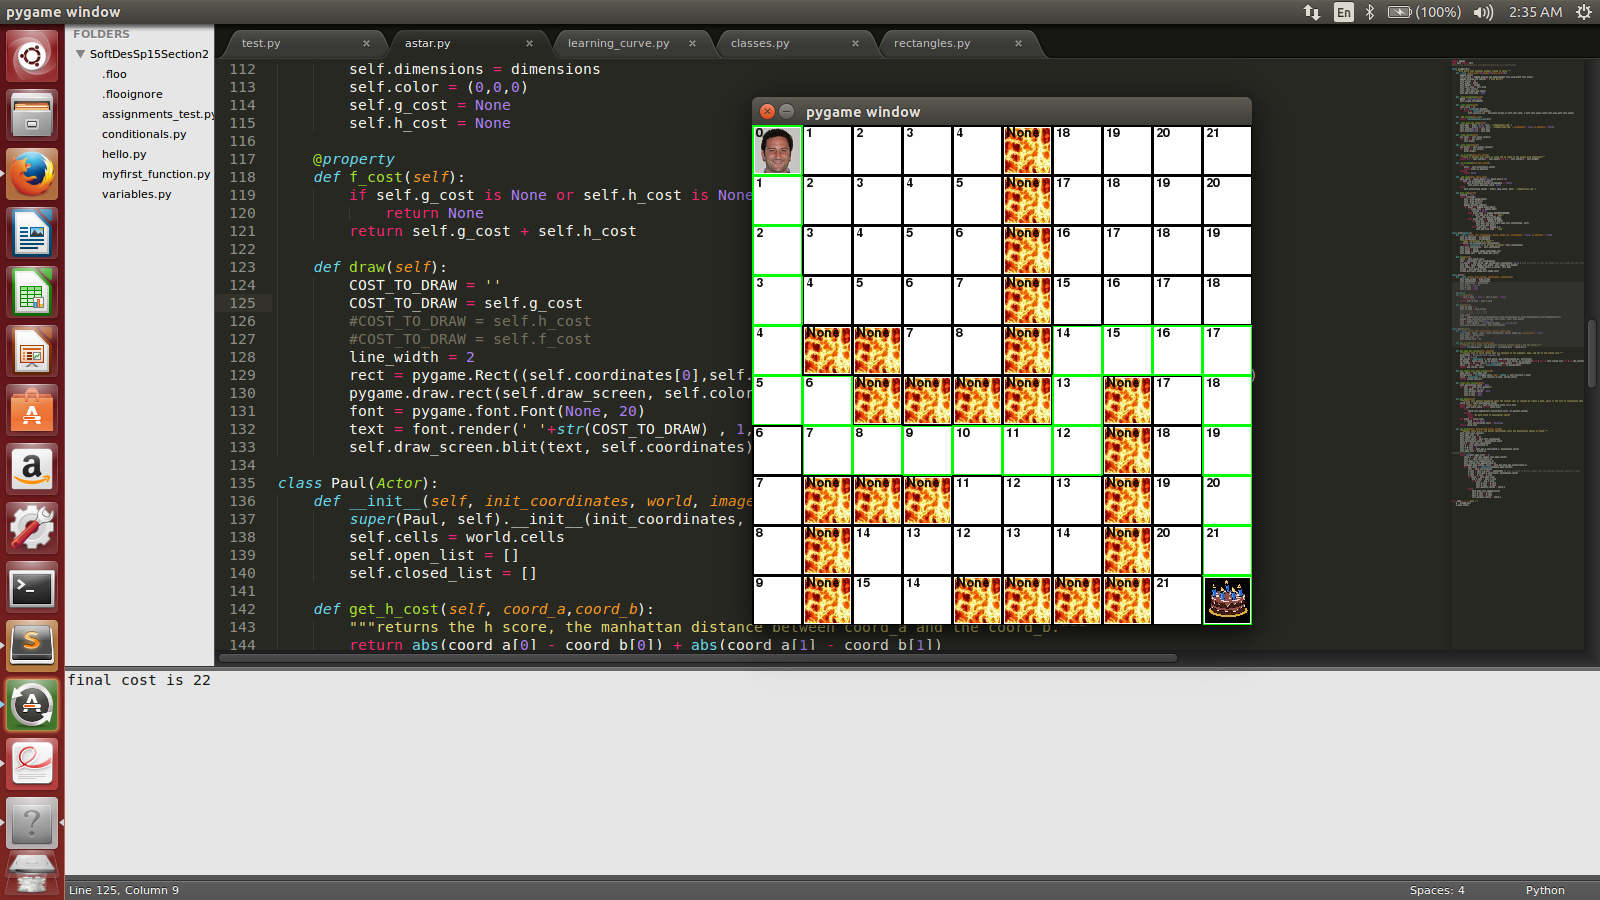 pygame window
En
(100%)
2:35 AM
FOLDERS
SoftDesSp15Section2
.floo
.flooignore
assignments_test.py
conditionals.py
hello.py
myfirst_function.py
variables.py
test.py ×
astar.py ×
learning_curve.py ×
classes.py ×
rectangles.py ×
112 self.dimensions = dimensions
113 self.color = (0,0,0)
114 self.g_cost = None
115 self.h_cost = None
116
117 @property
118 def f_cost(self):
119 if self.g_cost is None or self.h_cost is None
120 return None
121 return self.g_cost + self.h_cost
122
123 def draw(self):
124 COST_TO_DRAW = ''
125 COST_TO_DRAW = self.g_cost
126 #COST_TO_DRAW = self.h_cost
127 #COST_TO_DRAW = self.f_cost
128 line_width = 2
129 rect = pygame.Rect((self.coordinates[0],self.
130 pygame.draw.rect(self.draw_screen, self.color
131 font = pygame.font.Font(None, 20)
132 text = font.render(' '+str(COST_TO_DRAW) , 1,
133 self.draw_screen.blit(text, self.coordinates)
134
135 class Paul(Actor):
136 def __init__(self, init_coordinates, world, image
137 super(Paul, self).__init__(init_coordinates,
138 self.cells = world.cells
139 self.open_list = []
140 self.closed_list = []
141
142 def get_h_cost(self, coord_a,coord_b):
143 """returns the h score, the manhattan distance between coord_a and the coord_b.
144 return abs(coord_a[0] - coord_b[0]) + abs(coord_a[1] - coord_b[1])
pygame window
0 1 2 3 4 None 18 19 20 21
1 2 3 4 5 None 17 18 19 20
2 3 4 5 6 None 16 17 18 19
3 4 5 6 7 None 15 16 17 18
4 None None 7 8 None 14 15 16 17
5 6 None None None None 13 None 17 18
6 7 8 9 10 11 12 None 18 19
7 None None None 11 12 13 None 19 20
8 None 14 13 12 13 14 None 20 21
9 None 15 14 None None None None 21
final cost is 22
Line 125, Column 9
Spaces: 4
Python